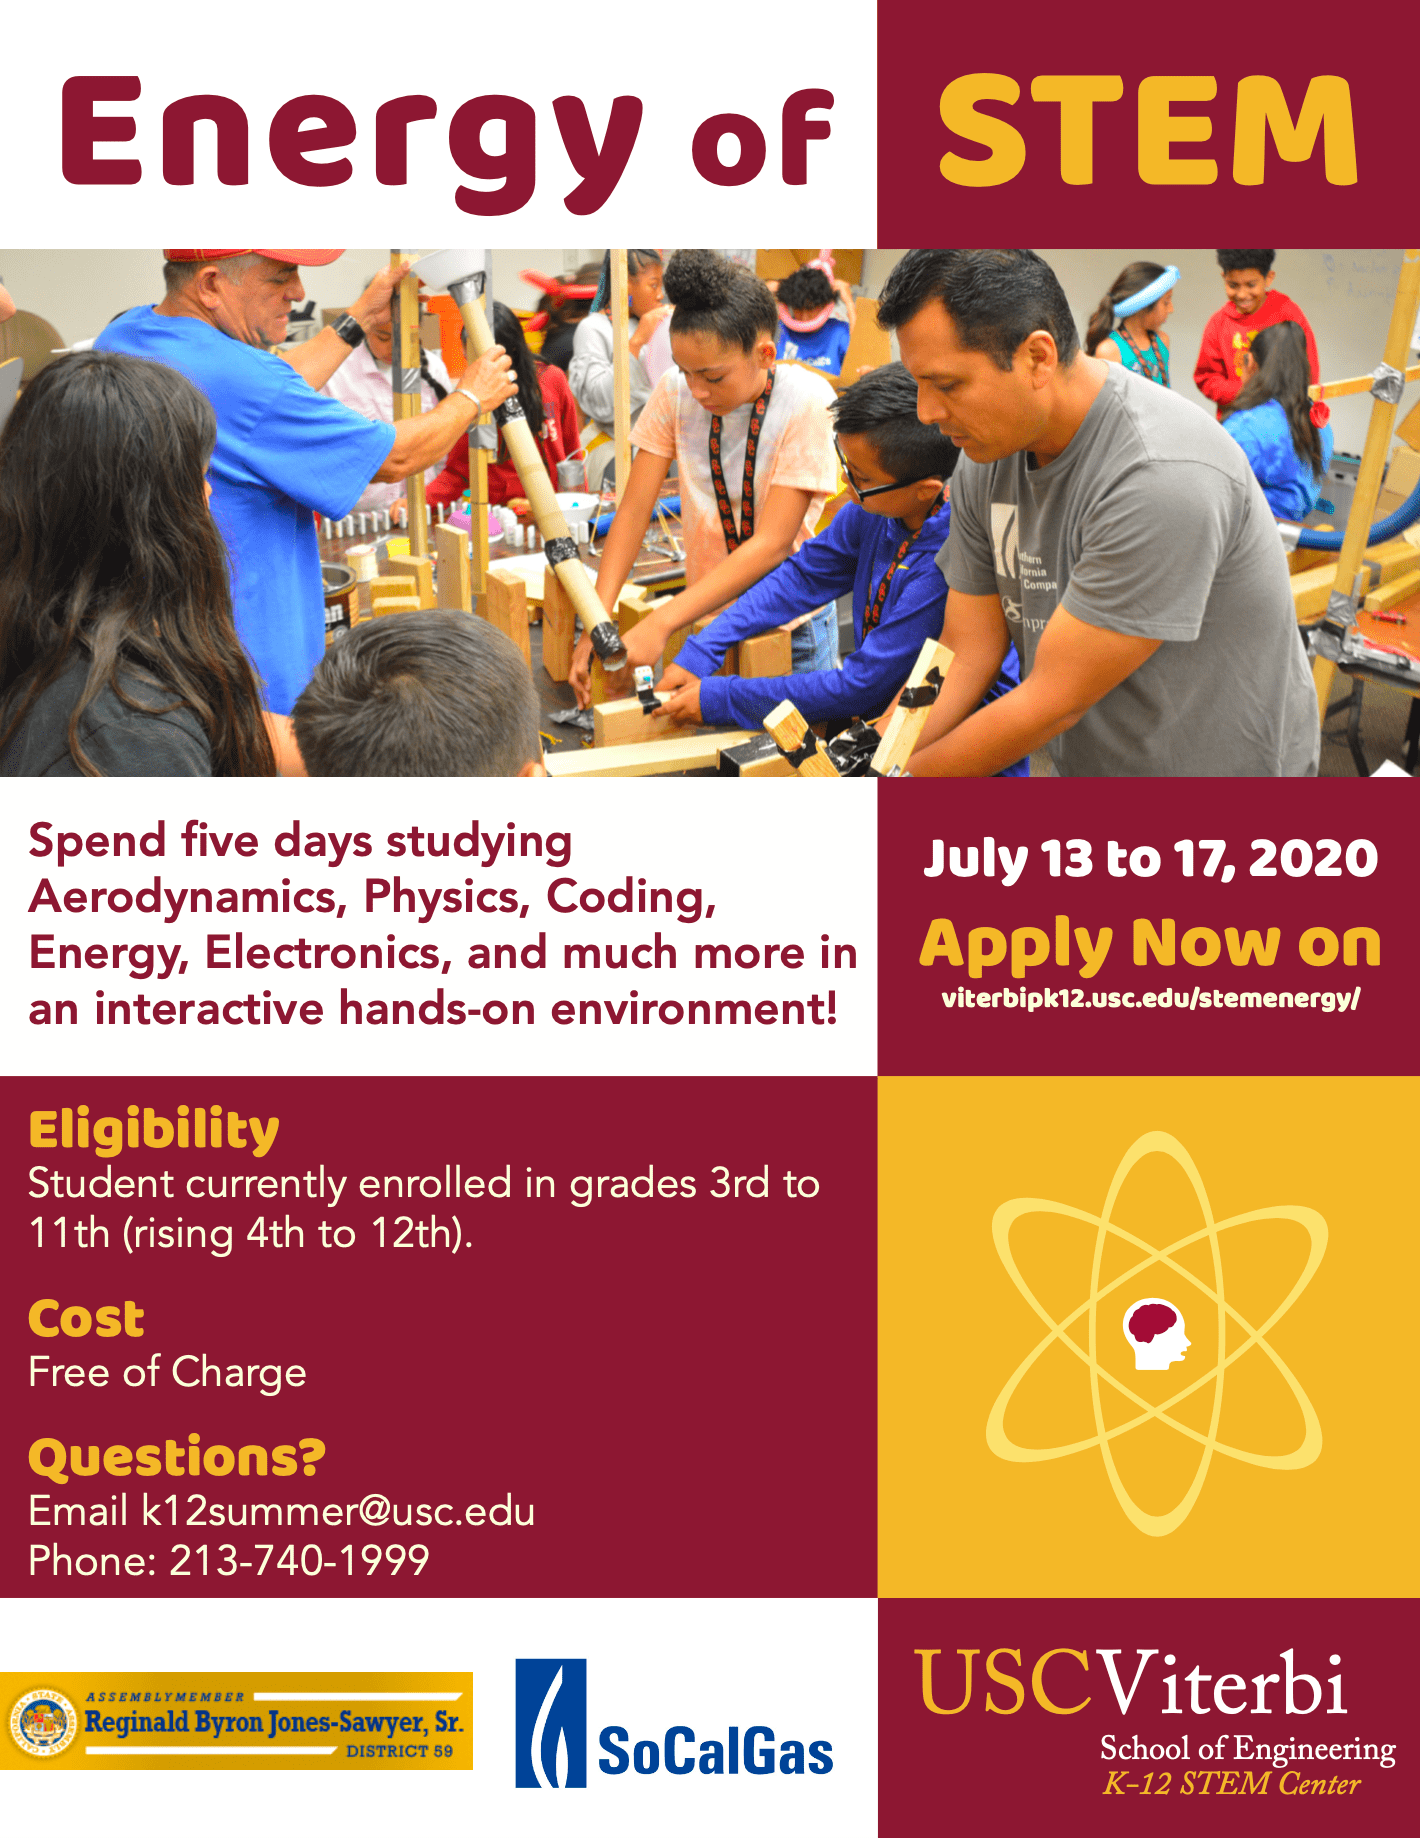 Energy of STEM
Spend five days studying
Aerodynamics, Physics, Coding,
Energy, Electronics, and much more in
an interactive hands-on environment!
July 13 to 17, 2020
Apply Now on
viterbipk12.usc.edu/stemenergy/
Eligibility
Student currently enrolled in grades 3rd to
11th (rising 4th to 12th).
Cost
Free of Charge
Questions?
Email k12summer@usc.edu
Phone: 213-740-1999
ASSEMBLYMEMBER
Reginald Byron Jones-Sawyer, Sr.
DISTRICT 59
SoCalGas
USCViterbi
School of Engineering
K-12 STEM Center